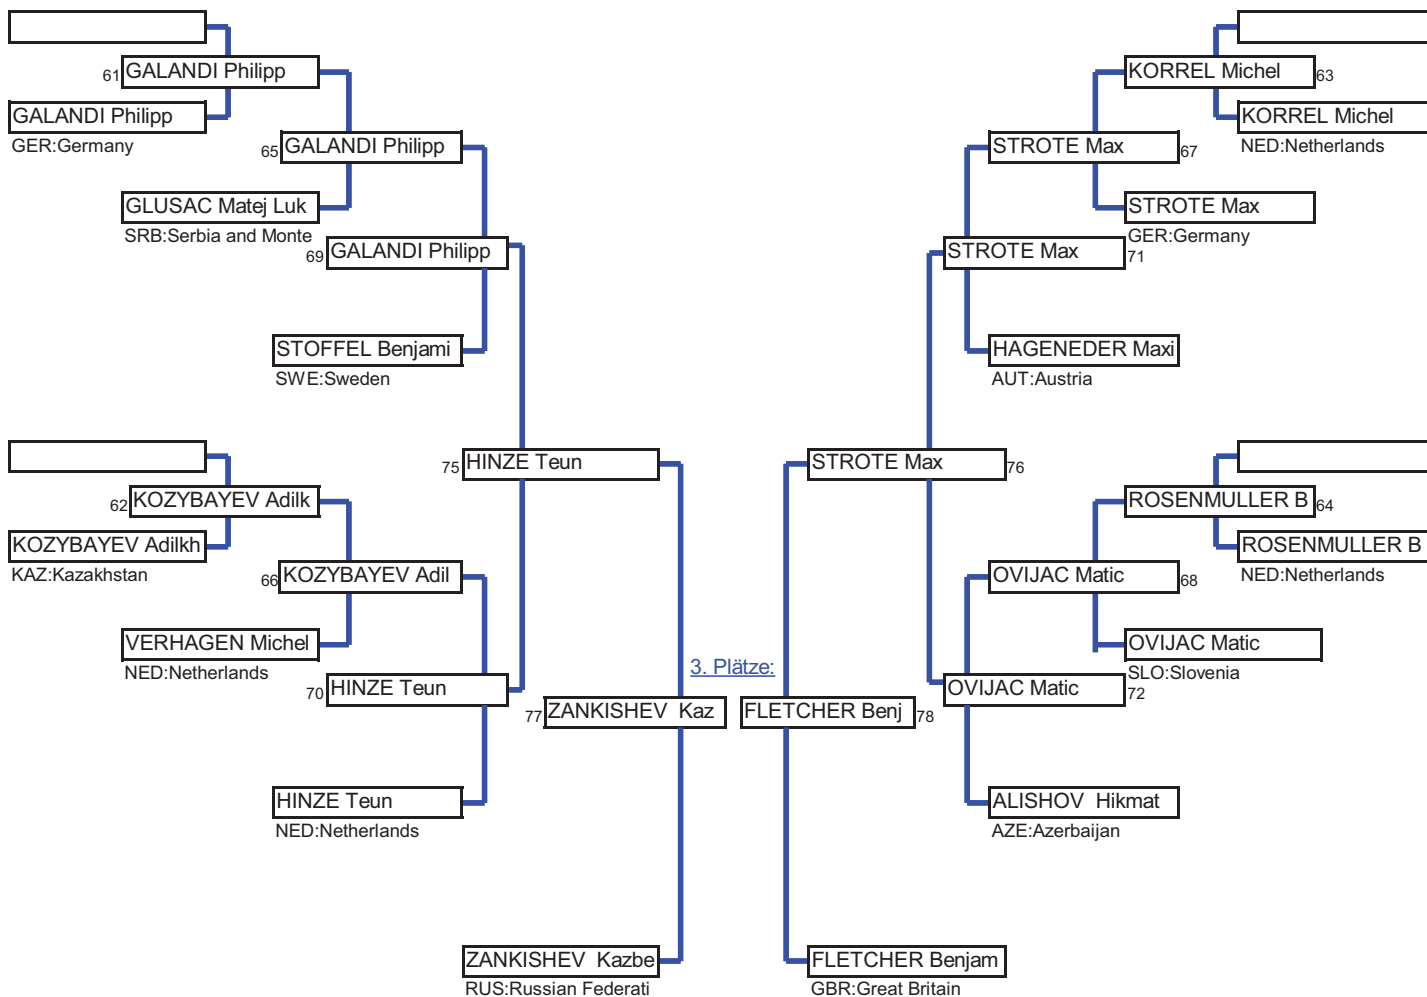 61 GALANDI Philipp
GALANDI Philipp
GER:Germany
65 GALANDI Philipp
GLUSAC Matej Luk
SRB:Serbia and Monte
69 GALANDI Philipp
STOFFEL Benjami
SWE:Sweden
75 HINZE Teun
62 KOZYBAYEV Adilk
KOZYBAYEV Adilkh
KAZ:Kazakhstan
66 KOZYBAYEV Adil
VERHAGEN Michel
NED:Netherlands
70 HINZE Teun
HINZE Teun
NED:Netherlands
77 ZANKISHEV Kaz
ZANKISHEV Kazbe
RUS:Russian Federati
3. Plätze:
KORREL Michel 63
KORREL Michel
NED:Netherlands
STROTE Max 67
STROTE Max
GER:Germany
STROTE Max 71
HAGENEDER Maxi
AUT:Austria
STROTE Max 76
ROSENMULLER B 64
ROSENMULLER B
NED:Netherlands
OVIJAC Matic 68
OVIJAC Matic
SLO:Slovenia
OVIJAC Matic 72
ALISHOV Hikmat
AZE:Azerbaijan
FLETCHER Benj 78
FLETCHER Benjam
GBR:Great Britain